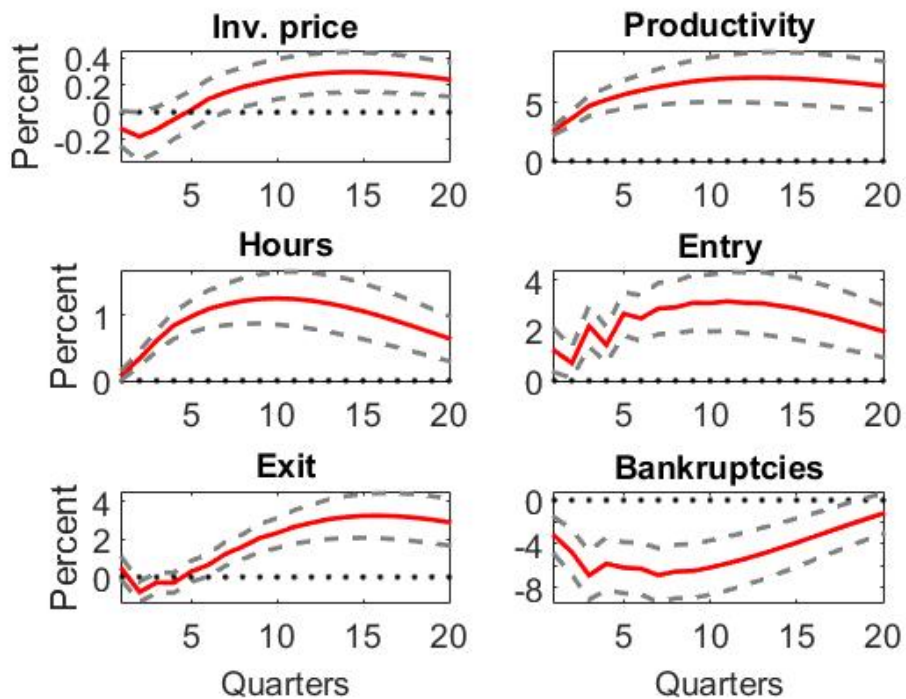 Inv. price
Percent
0.4
0.2
0
-0.2
5 10 15 20
Productivity
5
0
5 10 15 20
Hours
Percent
1
0
5 10 15 20
Entry
4
2
0
5 10 15 20
Exit
Percent
4
2
0
5 10 15 20
Quarters
Bankruptcies
0
-4
-8
5 10 15 20
Quarters